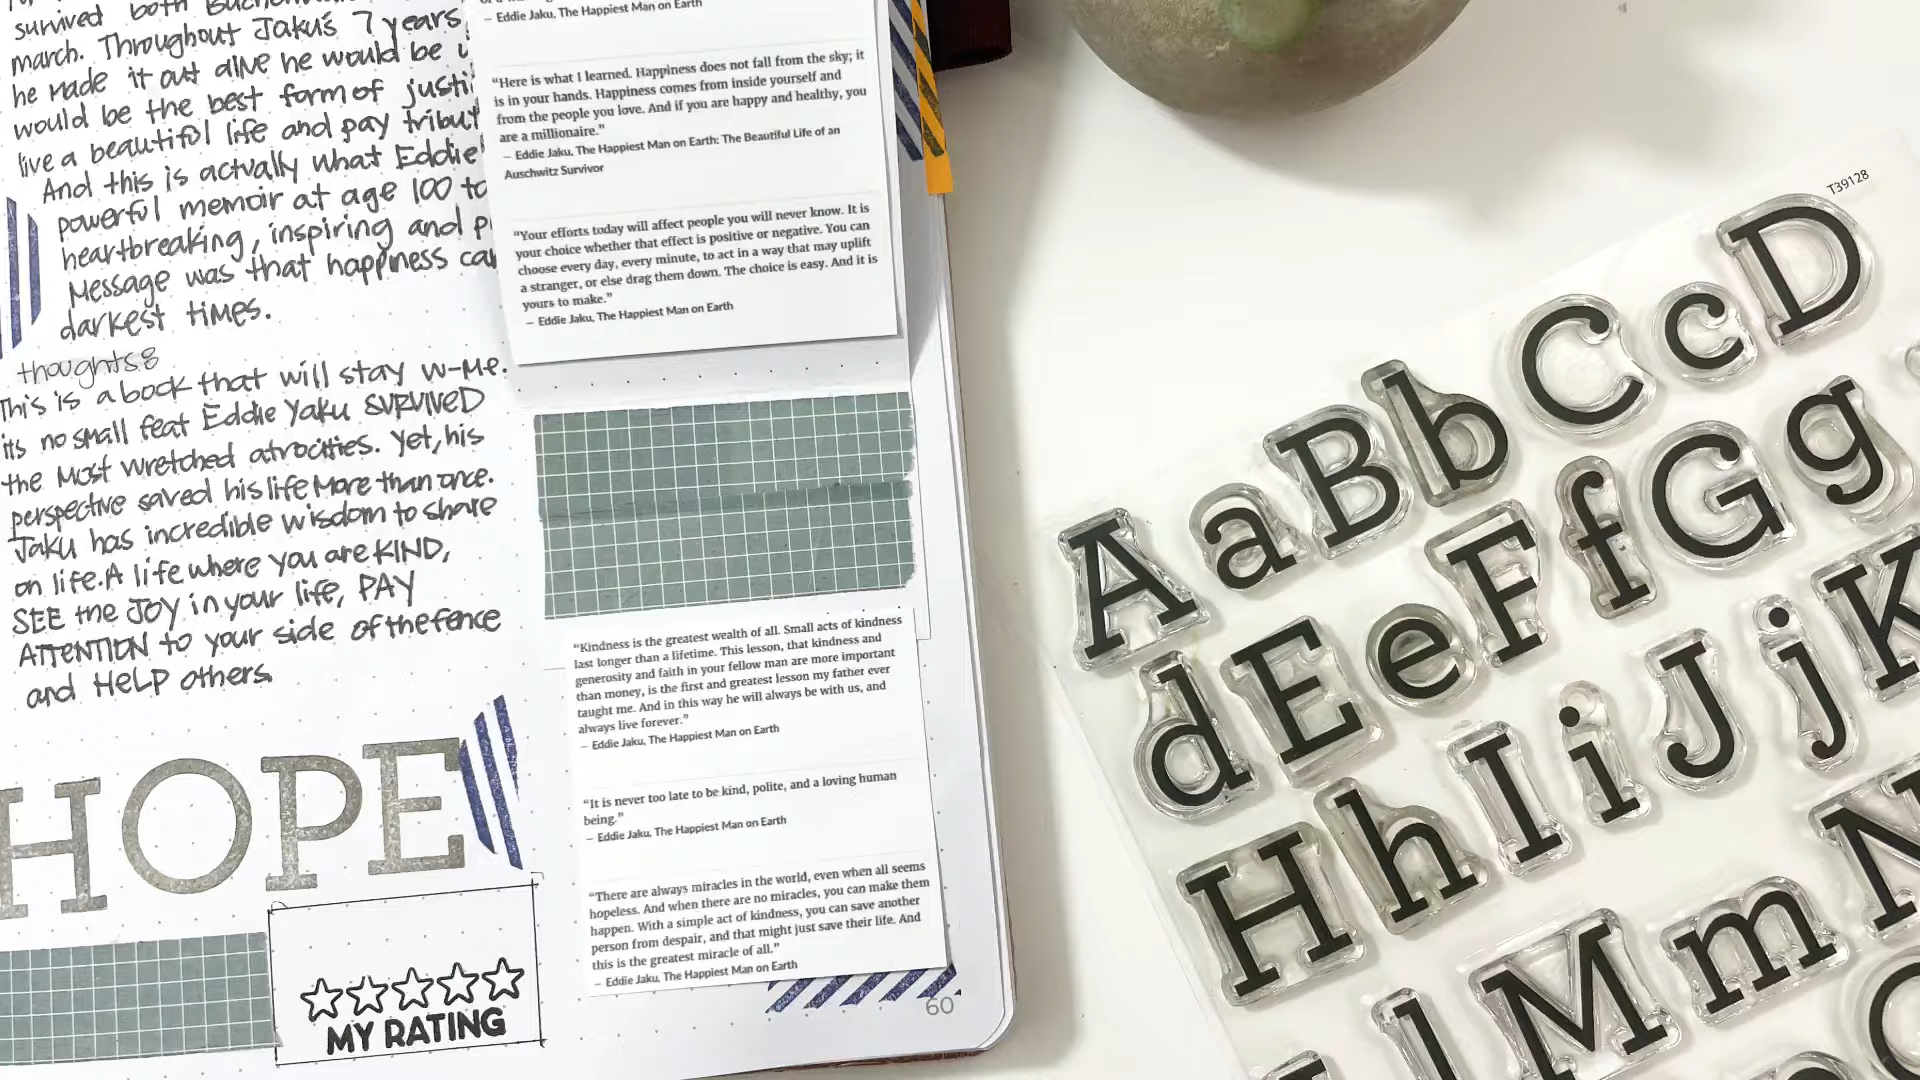 survived both
march. Throughout Jaku's 7 years
he made it out alive he would be
would be the best form of
live a beautiful life and pay
And this is actually what Eddie
powerful memoir at age 100 to
heartbreaking, inspiring and
Message was that happiness
darkest times.
thoughts:
This is a book that will stay w-Me.
its no small feat Eddie Yaku SURVIVED
the Most wretched atrocities. Yet, his
perspective saved his life More than once.
Jaku has incredible wisdom to share
on life. A life where you are KIND,
SEE the JOY in your life, PAY
ATTENTION to your side of the fence
and HELP others.
HOPE
MY RATING
– Eddie Jaku, The Happiest Man on Earth
“Here is what I learned. Happiness does not fall from the sky; it
is in your hands. Happiness comes from inside yourself and
from the people you love. And if you are happy and healthy, you
are a millionaire.”
– Eddie Jaku, The Happiest Man on Earth: The Beautiful Life of an
Auschwitz Survivor
“Your efforts today will affect people you will never know. It is
your choice whether that effect is positive or negative. You can
choose every day, every minute, to act in a way that may uplift
a stranger, or else drag them down. The choice is easy. And it is
yours to make.”
– Eddie Jaku, The Happiest Man on Earth
“Kindness is the greatest wealth of all. Small acts of kindness
last longer than a lifetime. This lesson, that kindness and
generosity and faith in your fellow man are more important
than money, is the first and greatest lesson my father ever
taught me. And in this way he will always be with us, and
always live forever.”
– Eddie Jaku, The Happiest Man on Earth
“It is never too late to be kind, polite, and a loving human
being.”
– Eddie Jaku, The Happiest Man on Earth
“There are always miracles in the world, even when all seems
hopeless. And when there are no miracles, you can make them
happen. With a simple act of kindness, you can save another
person from despair, and that might just save their life. And
this is the greatest miracle of all.”
– Eddie Jaku, The Happiest Man on Earth
60
T39128
A a B b C c D
d E e F f G g
H h I i J j K
l M m N